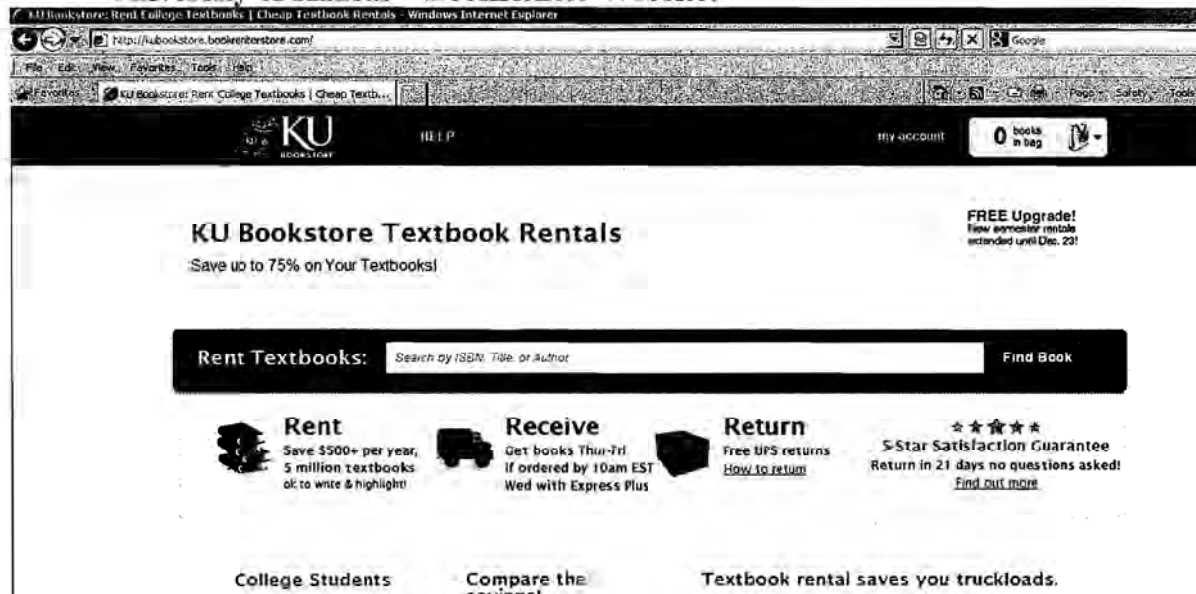 KU Bookstore: Rent College Textbooks | Cheap Textbook Rentals - Windows Internet Explorer
http://kubookstore.bookrenterstore.com/
Google
File Edit View Favorites Tools Help
Favorites KU Bookstore: Rent College Textbooks | Cheap Textb...
Page Safety Tools
KU
BOOKSTORE
HELP
my account
0 books in bag
KU Bookstore Textbook Rentals
Save up to 75% on Your Textbooks!
FREE Upgrade!
New semester rentals
extended until Dec. 23!
Rent Textbooks: Search by ISBN, Title, or Author Find Book
Rent
Save $500+ per year,
5 million textbooks
ok to write & highlight!
Receive
Get books Thur-Fri
If ordered by 10am EST
Wed with Express Plus
Return
Free UPS returns
How to return
5-Star Satisfaction Guarantee
Return in 21 days no questions asked!
Find out more
College Students
Compare the
Textbook rental saves you truckloads.